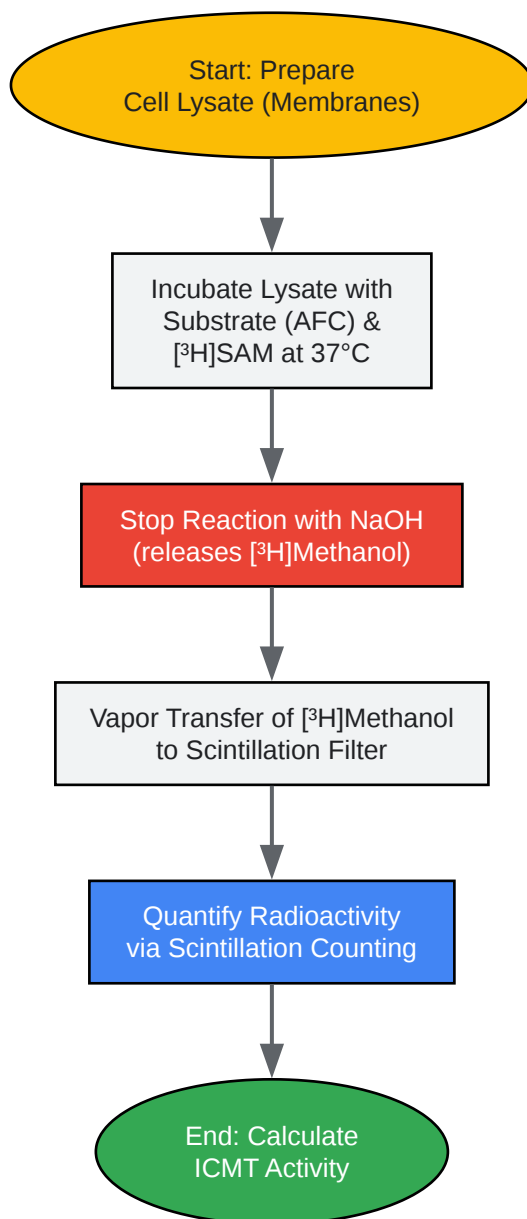 Start: Prepare
Cell Lysate (Membranes)
Incubate Lysate with
Substrate (AFC) &
[³H]SAM at 37°C
Stop Reaction with NaOH
(releases [³H]Methanol)
Vapor Transfer of [³H]Methanol
to Scintillation Filter
Quantify Radioactivity
via Scintillation Counting
End: Calculate
ICMT Activity